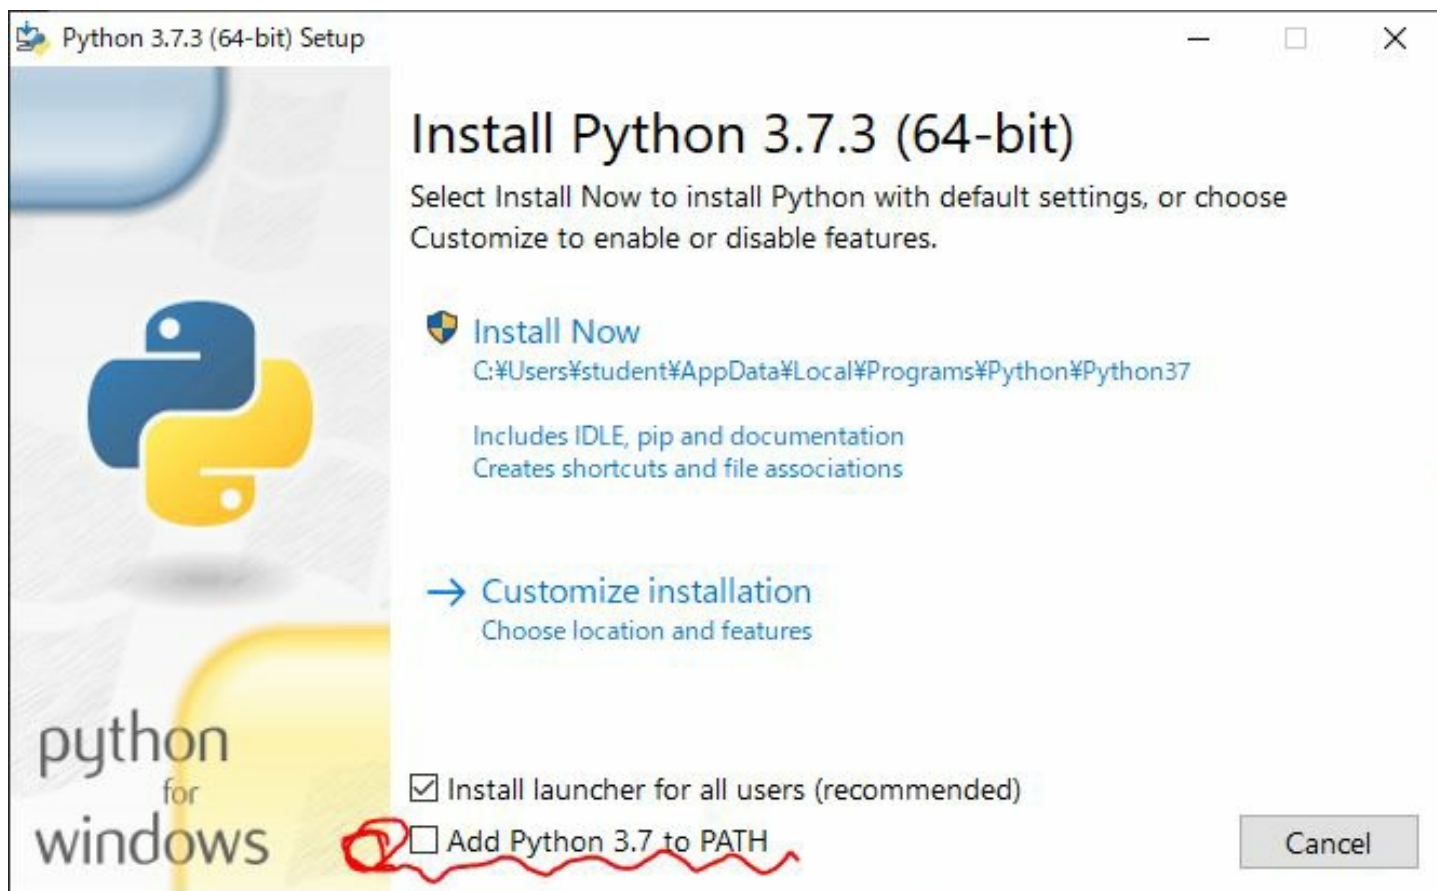 Python 3.7.3 (64-bit) Setup
Install Python 3.7.3 (64-bit)
Select Install Now to install Python with default settings, or choose
Customize to enable or disable features.
Install Now
C:¥Users¥student¥AppData¥Local¥Programs¥Python¥Python37
Includes IDLE, pip and documentation
Creates shortcuts and file associations
Customize installation
Choose location and features
python
for
windows
Install launcher for all users (recommended)
Add Python 3.7 to PATH
Cancel